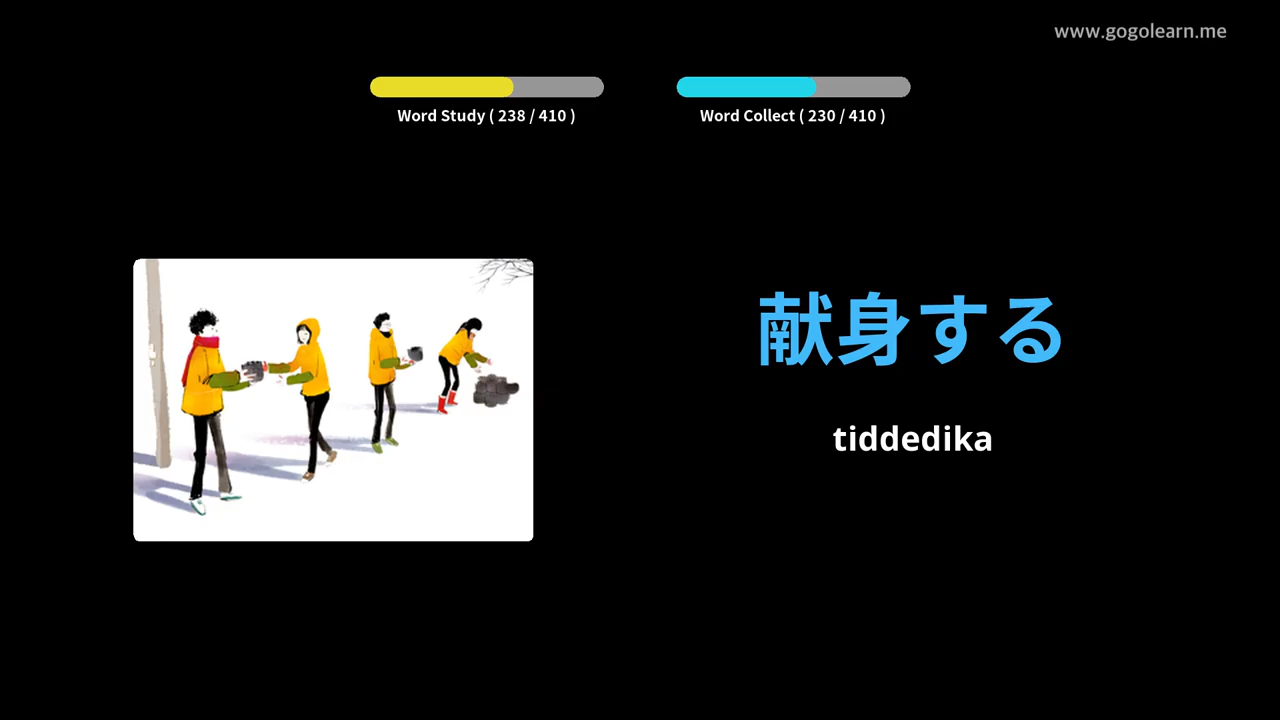 www.gogolearn.me
Word Study ( 238 / 410 )
Word Collect ( 230 / 410 )
献身する
tiddedika